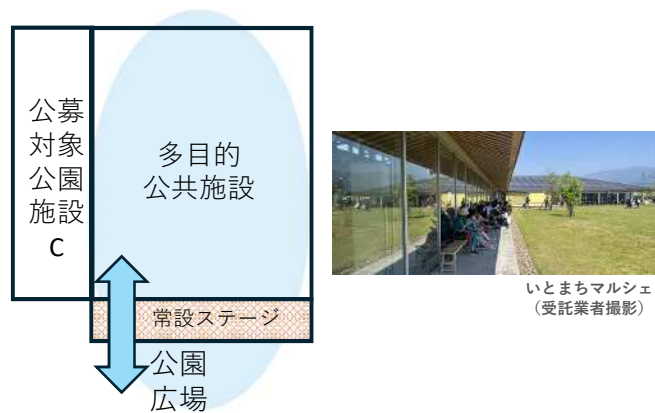 公募
対象
公園
施設
C
多目的
公共施設
常設ステージ
公園
広場
いとまちマルシェ
（受託業者撮影）